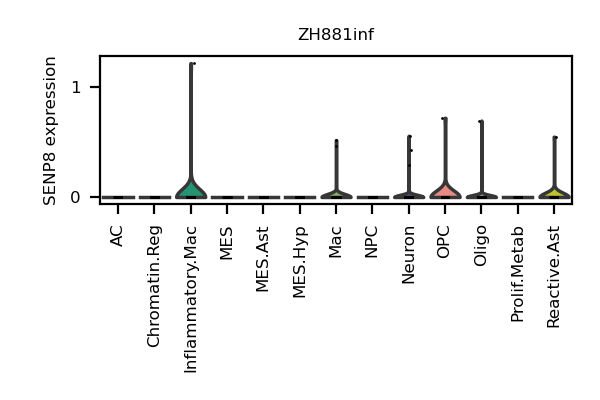 ZH881inf
SENP8 expression
1
0
AC
Chromatin.Reg
Inflammatory.Mac
MES
MES.Ast
MES.Hyp
Mac
NPC
Neuron
OPC
Oligo
Prolif.Metab
Reactive.Ast